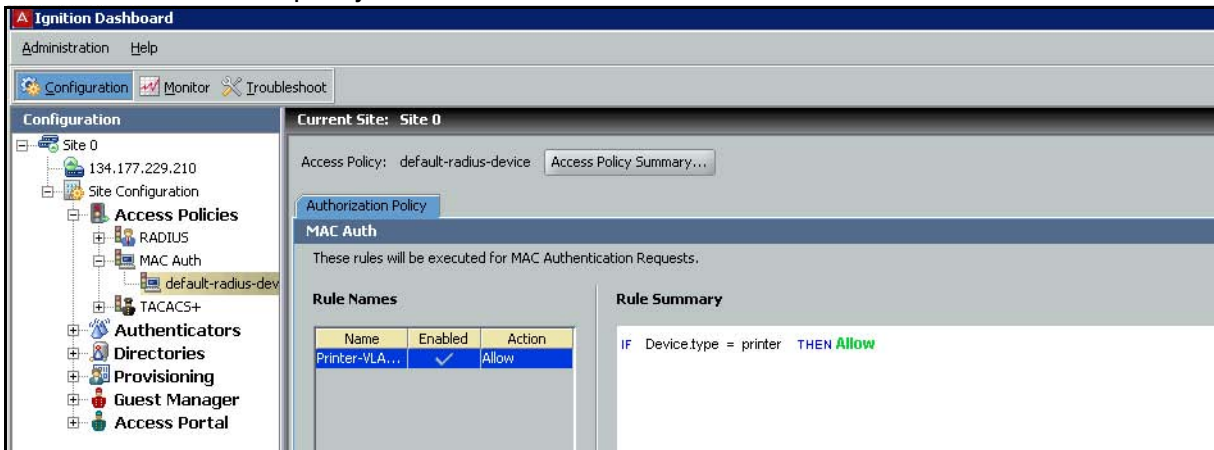 Ignition Dashboard
Administration Help
Configuration Monitor Troubleshoot
Configuration
Current Site: Site 0
Site 0
134.177.229.210
Site Configuration
Access Policies
RADIUS
MAC Auth
default-radius-dev
TACACS+
Authenticators
Directories
Provisioning
Guest Manager
Access Portal
Access Policy: default-radius-device Access Policy Summary...
Authorization Policy
MAC Auth
These rules will be executed for MAC Authentication Requests.
Rule Names
Name Enabled Action
Printer-VLA... Allow
Rule Summary
IF Device.type = printer THEN Allow